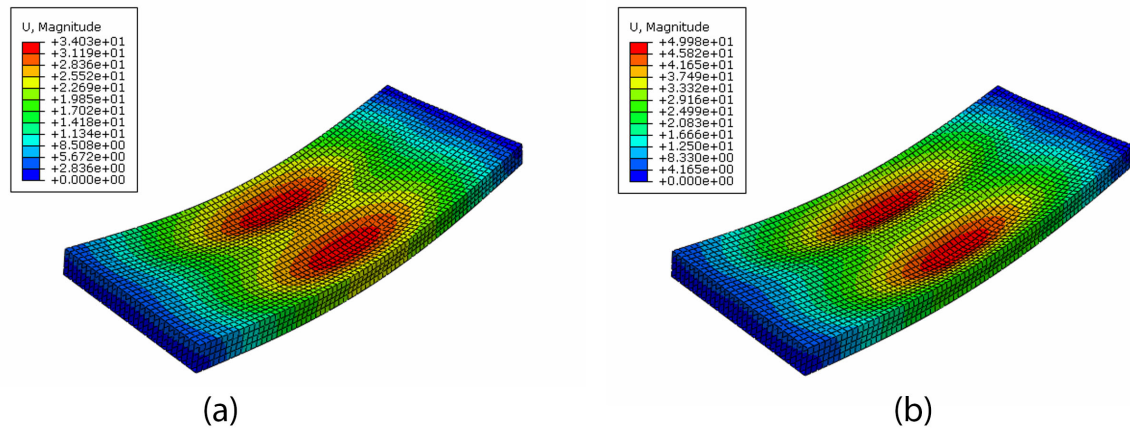 U, Magnitude
+3.403e+01
+3.119e+01
+2.836e+01
+2.552e+01
+2.269e+01
+1.985e+01
+1.702e+01
+1.418e+01
+1.134e+01
+8.508e+00
+5.672e+00
+2.836e+00
+0.000e+00
(a)
U, Magnitude
+4.998e+01
+4.582e+01
+4.165e+01
+3.749e+01
+3.332e+01
+2.916e+01
+2.499e+01
+2.083e+01
+1.666e+01
+1.250e+01
+8.330e+00
+4.165e+00
+0.000e+00
(b)